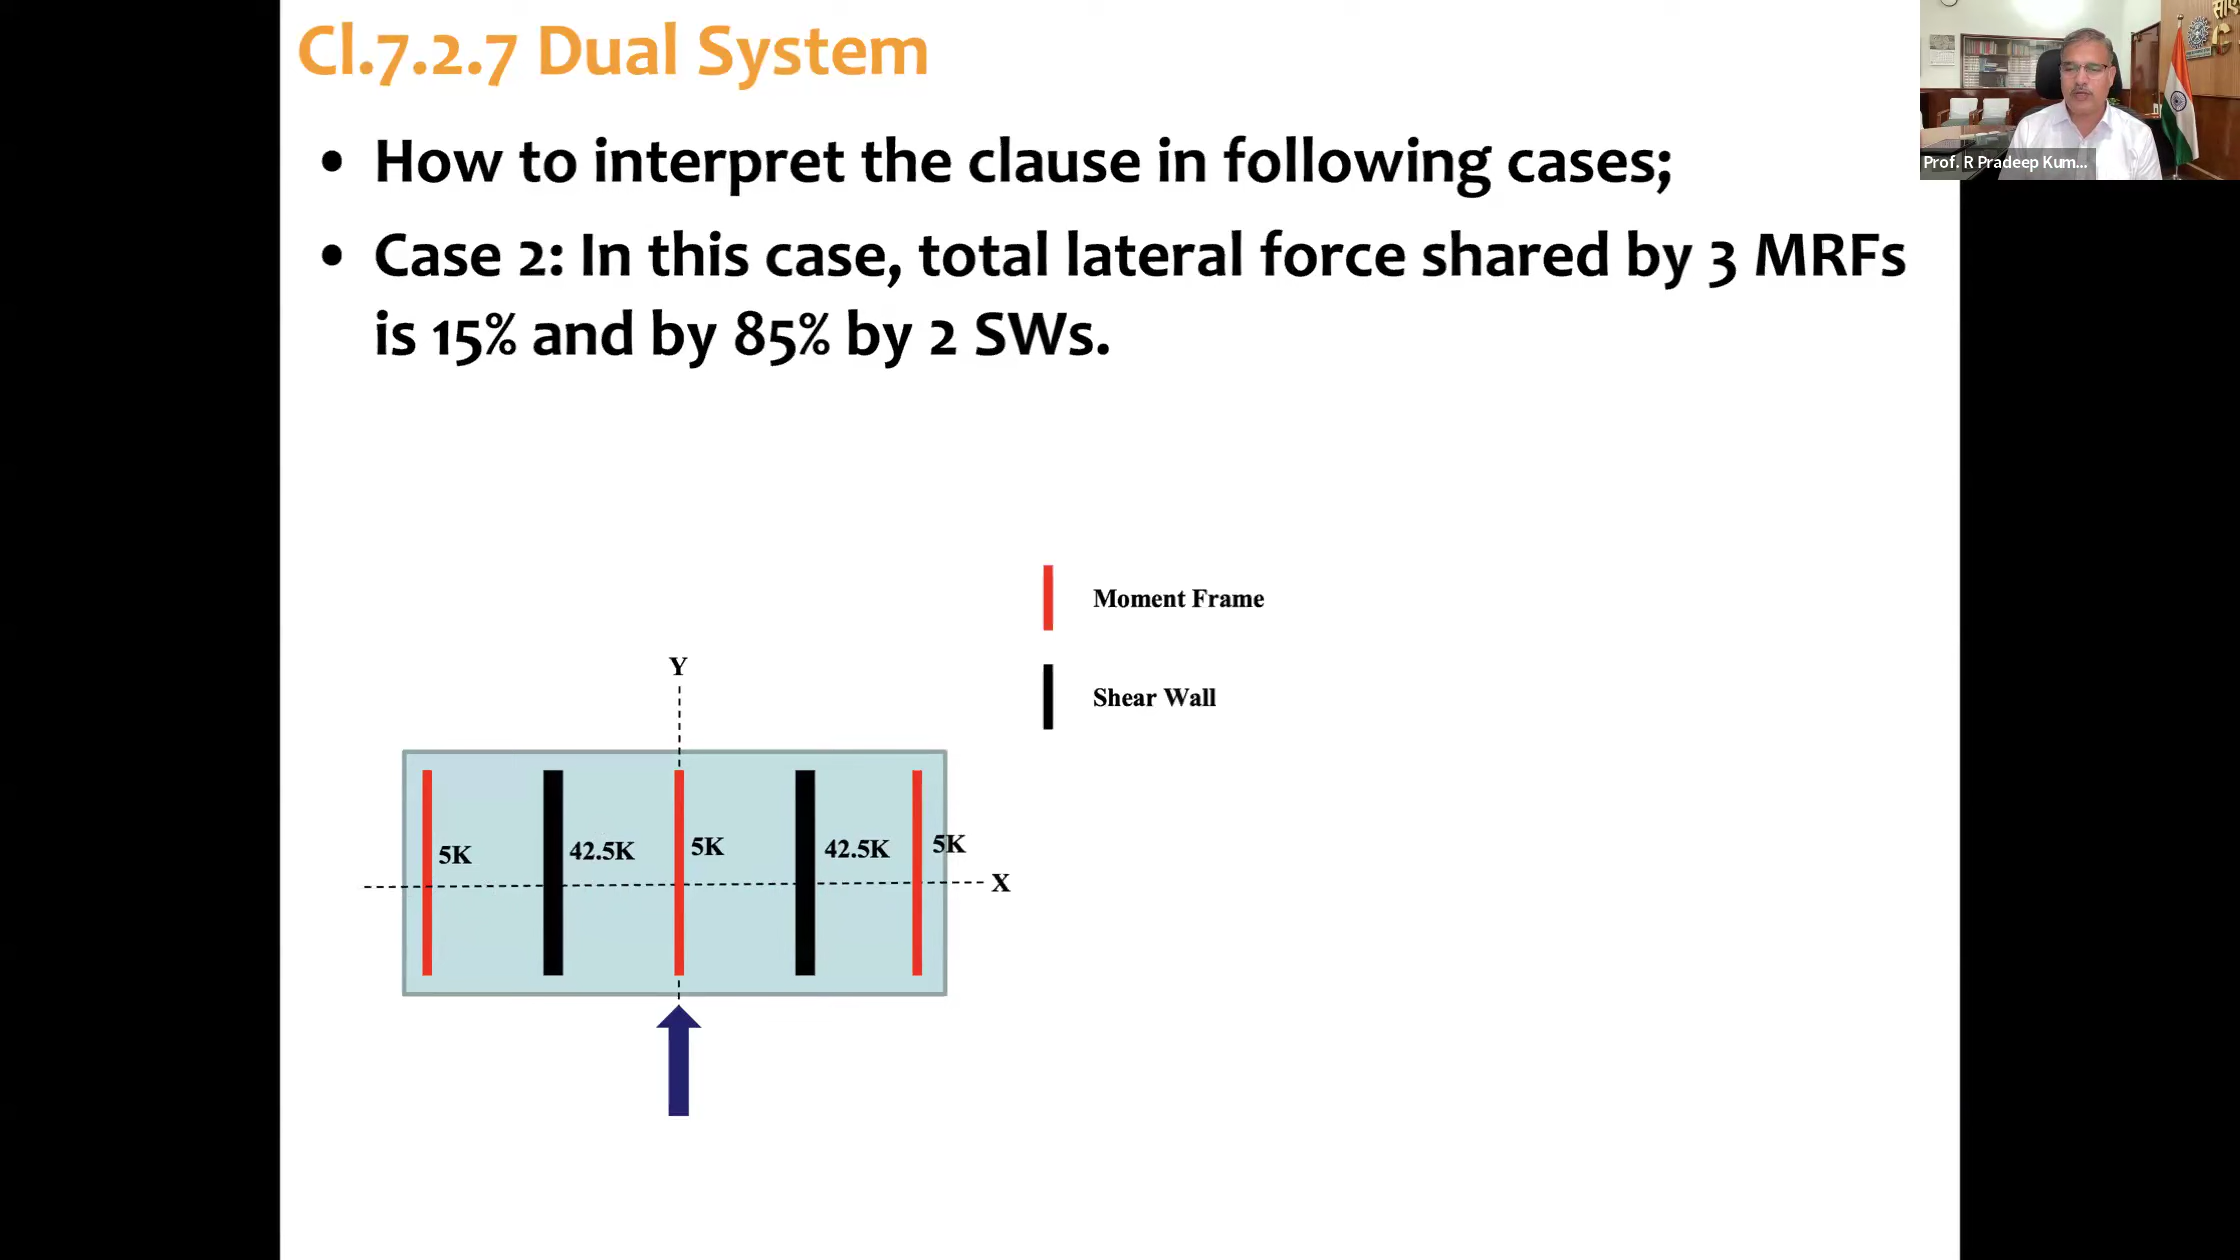 Cl.7.2.7 Dual System
• How to interpret the clause in following cases;
• Case 2: In this case, total lateral force shared by 3 MRFs
is 15% and by 85% by 2 SWs.
Moment Frame
Shear Wall
Y
5K
42.5K
5K
42.5K
5K
X
Prof. R Pradeep Kum...